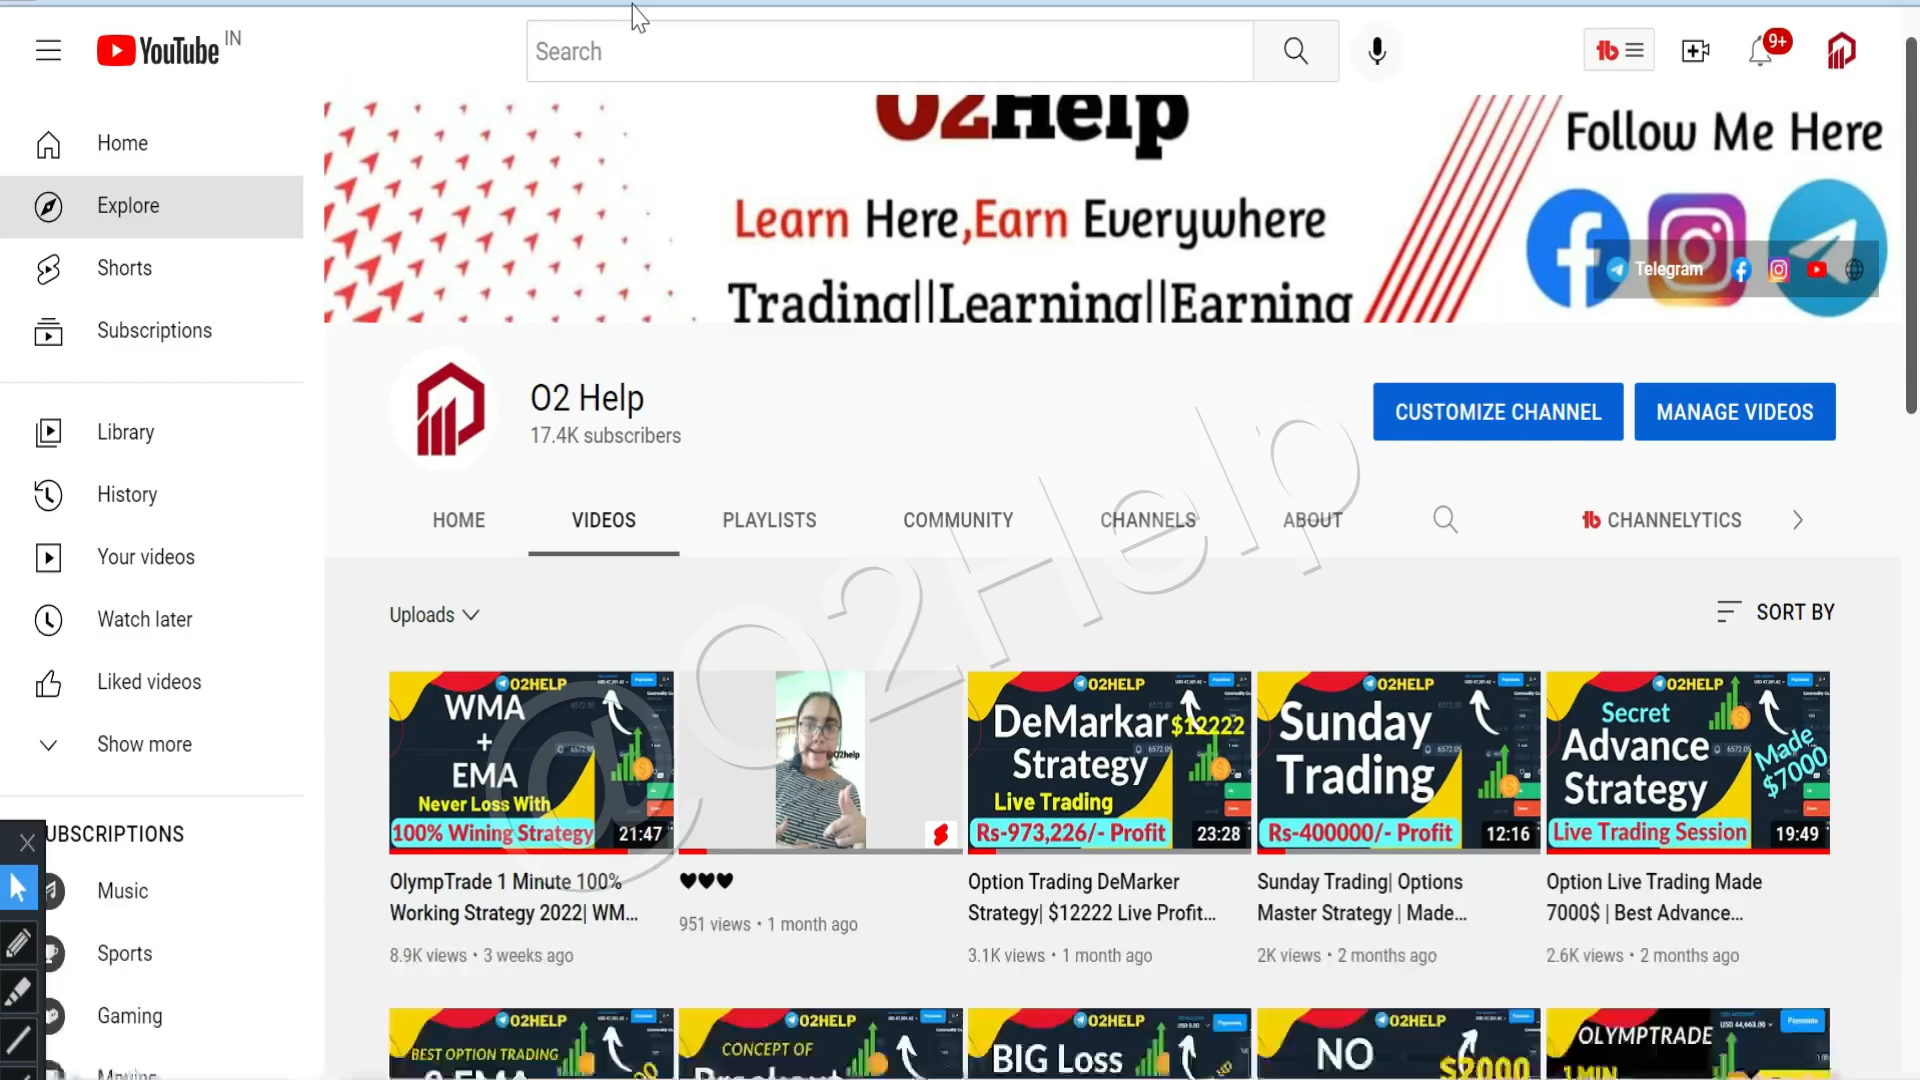 YouTube IN
Search
9+
Home
Explore
Shorts
Subscriptions
Library
History
Your videos
Watch later
Liked videos
Show more
UBSCRIPTIONS
Music
Sports
Gaming
O2Help
Learn Here,Earn Everywhere
Trading||Learning||Earning
Follow Me Here
Telegram
O2 Help
17.4K subscribers
CUSTOMIZE CHANNEL
MANAGE VIDEOS
HOME
VIDEOS
PLAYLISTS
COMMUNITY
CHANNELS
ABOUT
CHANNELYTICS
@O2Help
Uploads
SORT BY
O2HELP
WMA
+
EMA
Never Loss With
100% Wining Strategy
21:47
OlympTrade 1 Minute 100%
Working Strategy 2022| WM...
8.9K views • 3 weeks ago
@O2help
♥♥♥
951 views • 1 month ago
O2HELP
DeMarkar $12222
Strategy
Live Trading
Rs-973,226/- Profit
23:28
Option Trading DeMarker
Strategy| $12222 Live Profit...
3.1K views • 1 month ago
O2HELP
Sunday
Trading
Rs-400000/- Profit
12:16
Sunday Trading| Options
Master Strategy | Made...
2K views • 2 months ago
O2HELP
Secret
Advance
Strategy
Made
$7000
Live Trading Session
19:49
Option Live Trading Made
7000$ | Best Advance...
2.6K views • 2 months ago
O2HELP
BEST OPTION TRADING
O2HELP
CONCEPT OF
O2HELP
BIG Loss
O2HELP
NO
$2000
OLYMPTRADE
1 MIN
Payments